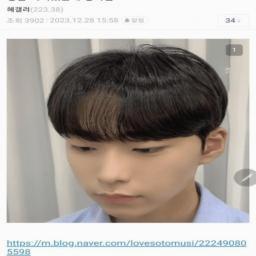 헤갤러(223.38)
조회 3902 · 2023.12.28 15:58
34
1
https://m.blog.naver.com/lovesotomusi/22249080
5598